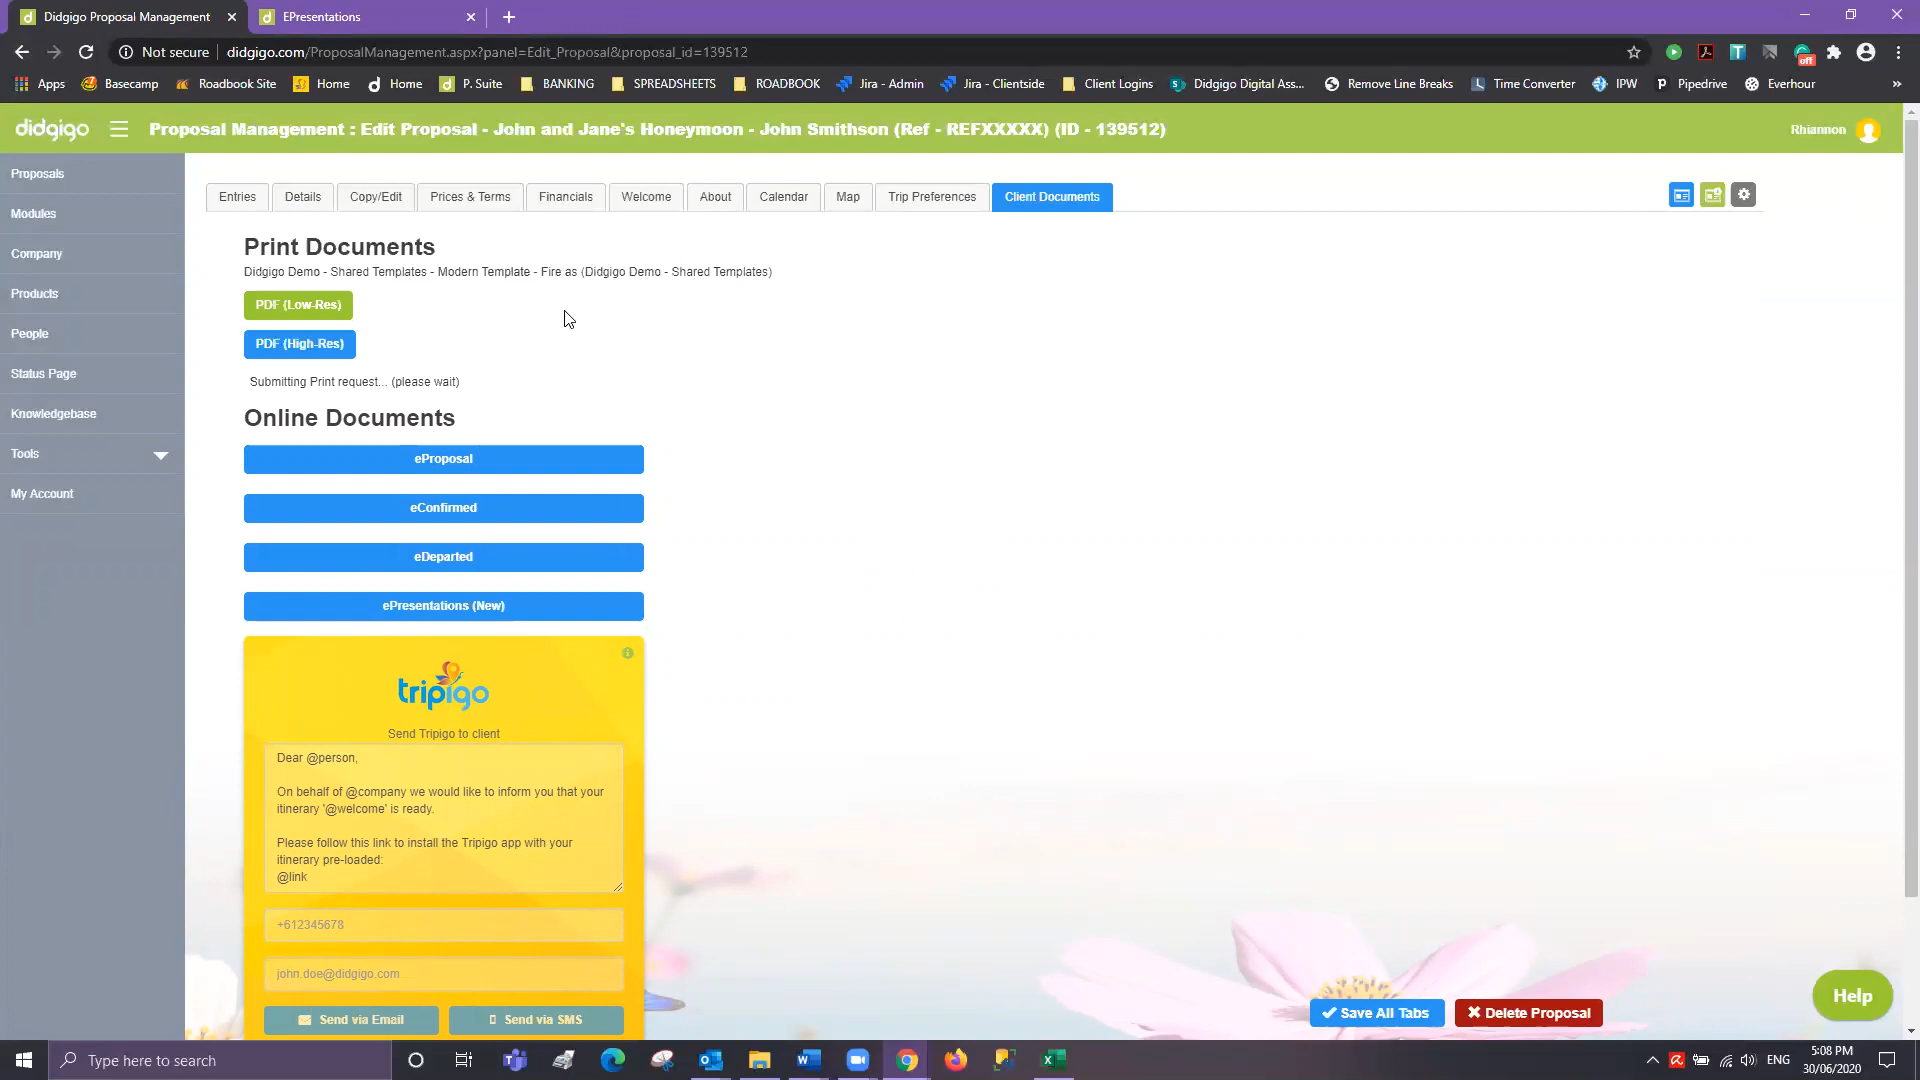 Didgigo Proposal Management
EPresentations
Not secure
didgigo.com/ProposalManagement.aspx?panel=Edit_Proposal&proposal_id=139512
off
Apps
Basecamp
Roadbook Site
Home
Home
P. Suite
BANKING
SPREADSHEETS
ROADBOOK
Jira - Admin
Jira - Clientside
Client Logins
Didgigo Digital Ass...
Remove Line Breaks
Time Converter
IPW
Pipedrive
Everhour
»
didgigo
Proposal Management : Edit Proposal - John and Jane's Honeymoon - John Smithson (Ref - REFXXXXX) (ID - 139512)
Rhiannon
Proposals
Modules
Company
Products
People
Status Page
Knowledgebase
Tools
My Account
Entries
Details
Copy/Edit
Prices & Terms
Financials
Welcome
About
Calendar
Map
Trip Preferences
Client Documents
Print Documents
Didgigo Demo - Shared Templates - Modern Template - Fire as (Didgigo Demo - Shared Templates)
PDF (Low-Res)
PDF (High-Res)
Submitting Print request... (please wait)
Online Documents
eProposal
eConfirmed
eDeparted
ePresentations (New)
tripigo
Send Tripigo to client
Dear @person,
On behalf of @company we would like to inform you that your
itinerary '@welcome' is ready.
Please follow this link to install the Tripigo app with your
itinerary pre-loaded:
@link
+612345678
john.doe@didgigo.com
Send via Email
Send via SMS
Save All Tabs
Delete Proposal
Help
Type here to search
ENG
5:08 PM
30/06/2020